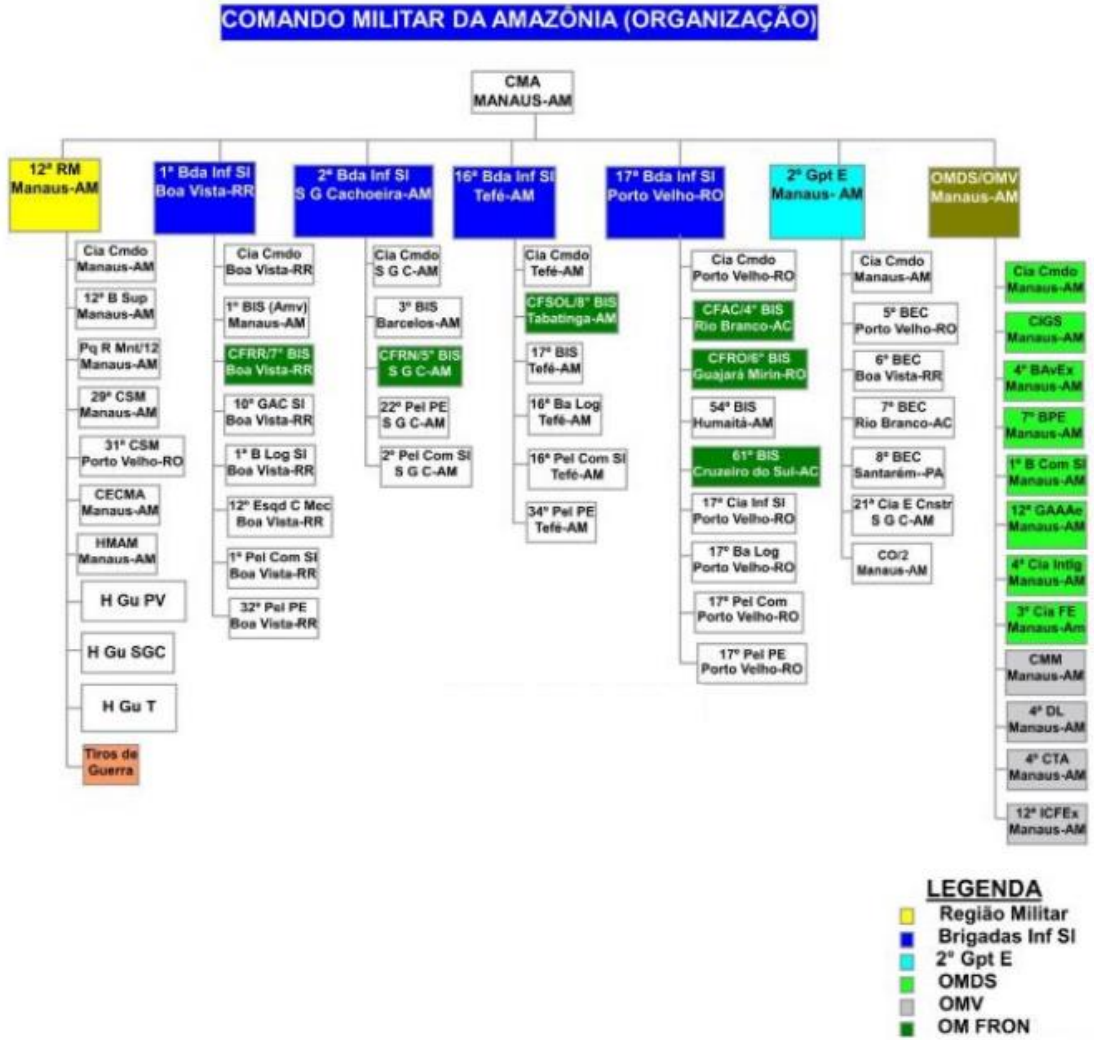 COMANDO MILITAR DA AMAZÔNIA (ORGANIZAÇÃO)
CMA
MANAUS-AM
12ª RM
Manaus-AM
Cia Cmdo
Manaus-AM
12º B Sup
Manaus-AM
Pq R Mnt/12
Manaus-AM
29ª CSM
Manaus-AM
31ª CSM
Porto Velho-RO
CECMA
Manaus-AM
HMAM
Manaus-AM
H Gu PV
H Gu SGC
H Gu T
Tiros de
Guerra
1ª Bda Inf Sl
Boa Vista-RR
Cia Cmdo
Boa Vista-RR
1º BIS (Amv)
Manaus-AM
CFRR/7º BIS
Boa Vista-RR
10º GAC Sl
Boa Vista-RR
1º B Log Sl
Boa Vista-RR
12º Esqd C Mec
Boa Vista-RR
1º Pel Com Sl
Boa Vista-RR
32º Pel PE
Boa Vista-RR
2ª Bda Inf Sl
S G Cachoeira-AM
Cia Cmdo
S G C-AM
3º BIS
Barcelos-AM
CFRN/5º BIS
S G C-AM
22º Pel PE
S G C-AM
2º Pel Com Sl
S G C-AM
16ª Bda Inf Sl
Tefé-AM
Cia Cmdo
Tefé-AM
CFSOL/8º BIS
Tabatinga-AM
17º BIS
Tefé-AM
16ª Ba Log
Tefé-AM
16º Pel Com Sl
Tefé-AM
34º Pel PE
Tefé-AM
17ª Bda Inf Sl
Porto Velho-RO
Cia Cmdo
Porto Velho-RO
CFAC/4º BIS
Rio Branco-AC
CFRO/6º BIS
Guajará Mirin-RO
54º BIS
Humaitá-AM
61º BIS
Cruzeiro do Sul-AC
17ª Cia Inf Sl
Porto Velho-RO
17ª Ba Log
Porto Velho-RO
17º Pel Com
Porto Velho-RO
17º Pel PE
Porto Velho-RO
2º Gpt E
Manaus- AM
Cia Cmdo
Manaus-AM
5º BEC
Porto Velho-RO
6º BEC
Boa Vista-RR
7º BEC
Rio Branco-AC
8º BEC
Santarém--PA
21ª Cia E Cnstr
S G C-AM
CO/2
Manaus-AM
OMDS/OMV
Manaus-AM
Cia Cmdo
Manaus-AM
CIGS
Manaus-AM
4º BAvEx
Manaus-AM
7º BPE
Manaus-AM
1º B Com Sl
Manaus-AM
12º GAAAe
Manaus-AM
4ª Cia Intlg
Manaus-AM
3ª Cia FE
Manaus-Am
CMM
Manaus-AM
4ª DL
Manaus-AM
4º CTA
Manaus-AM
12ª ICFEx
Manaus-AM
LEGENDA
Região Militar
Brigadas Inf Sl
2º Gpt E
OMDS
OMV
OM FRON